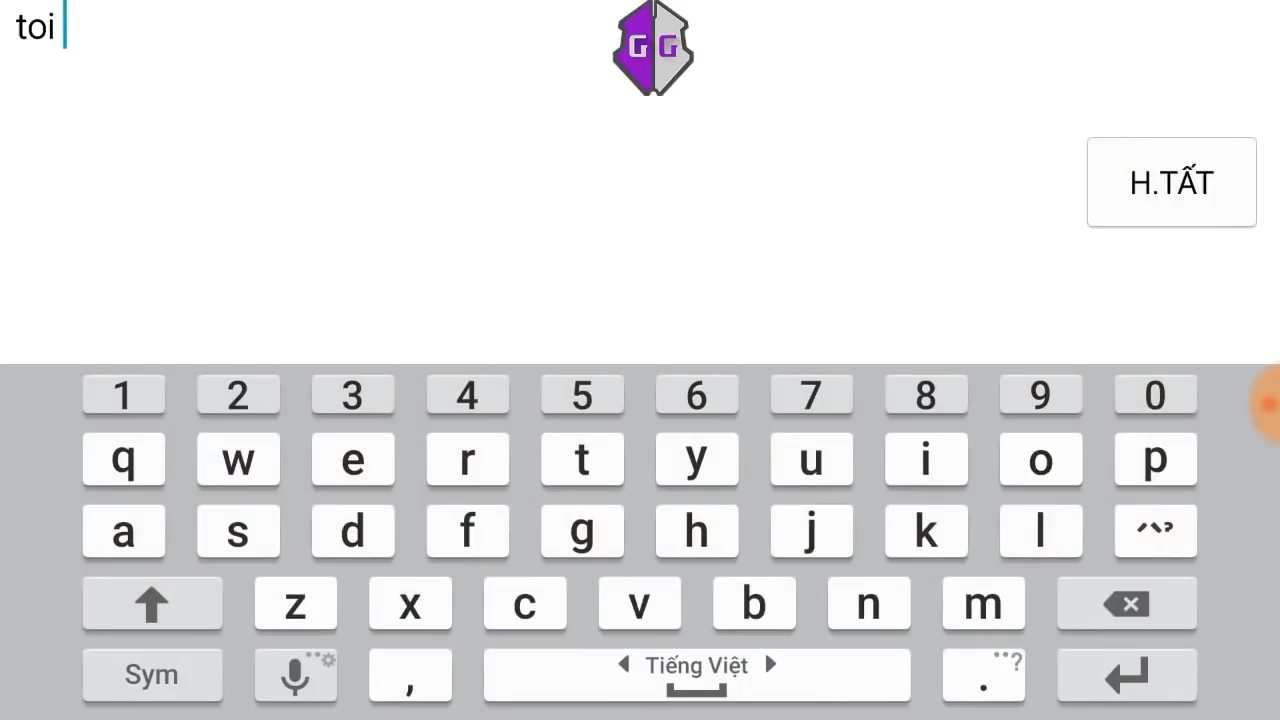 toi
GG
H.TẤT
1 2 3 4 5 6 7 8 9 0
q w e r t y u i o p
a s d f g h j k l
z x c v b n m
Sym , Tiếng Việt . ?